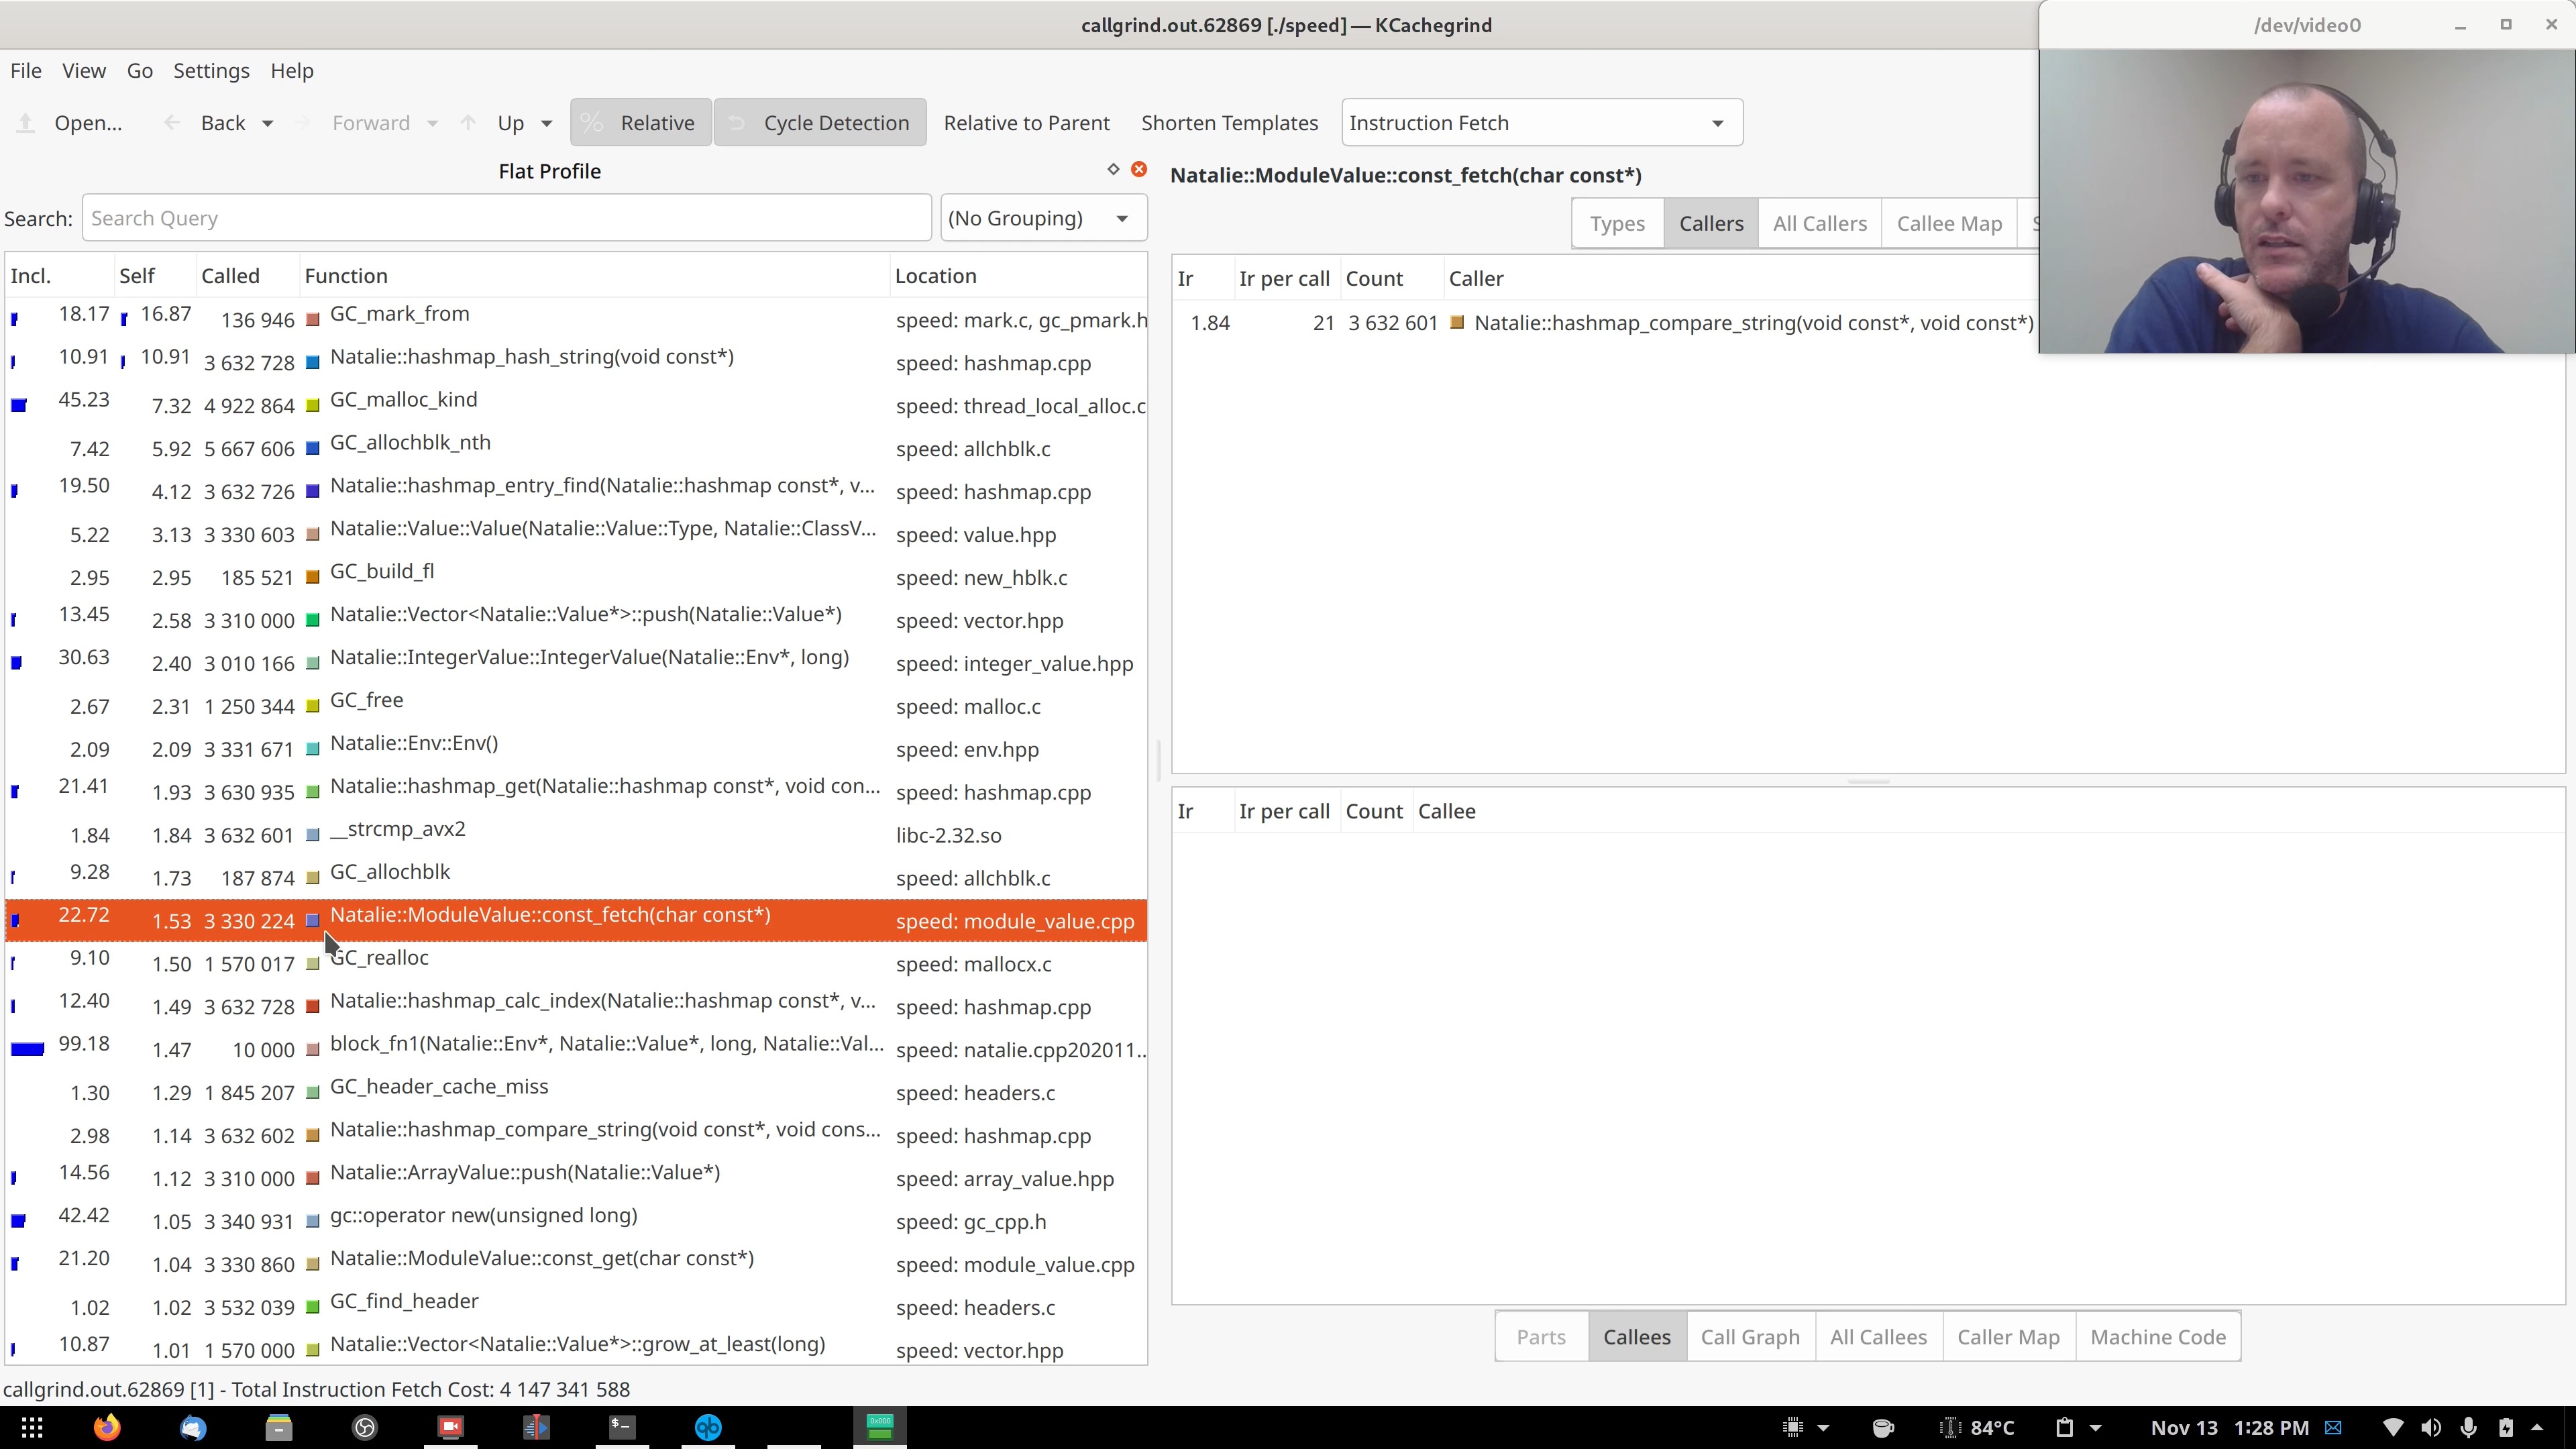 callgrind.out.62869 [./speed] — KCachegrind
/dev/video0
File View Go Settings Help
Open... Back Forward Up Relative Cycle Detection Relative to Parent Shorten Templates Instruction Fetch
Flat Profile
Search: Search Query (No Grouping)
Incl. Self Called Function Location
18.17 16.87 136 946 GC_mark_from speed: mark.c, gc_pmark.h
10.91 10.91 3 632 728 Natalie::hashmap_hash_string(void const*) speed: hashmap.cpp
45.23 7.32 4 922 864 GC_malloc_kind speed: thread_local_alloc.c
7.42 5.92 5 667 606 GC_allochblk_nth speed: allchblk.c
19.50 4.12 3 632 726 Natalie::hashmap_entry_find(Natalie::hashmap const*, v... speed: hashmap.cpp
5.22 3.13 3 330 603 Natalie::Value::Value(Natalie::Value::Type, Natalie::ClassV... speed: value.hpp
2.95 2.95 185 521 GC_build_fl speed: new_hblk.c
13.45 2.58 3 310 000 Natalie::Vector<Natalie::Value*>::push(Natalie::Value*) speed: vector.hpp
30.63 2.40 3 010 166 Natalie::IntegerValue::IntegerValue(Natalie::Env*, long) speed: integer_value.hpp
2.67 2.31 1 250 344 GC_free speed: malloc.c
2.09 2.09 3 331 671 Natalie::Env::Env() speed: env.hpp
21.41 1.93 3 630 935 Natalie::hashmap_get(Natalie::hashmap const*, void con... speed: hashmap.cpp
1.84 1.84 3 632 601 __strcmp_avx2 libc-2.32.so
9.28 1.73 187 874 GC_allochblk speed: allchblk.c
22.72 1.53 3 330 224 Natalie::ModuleValue::const_fetch(char const*) speed: module_value.cpp
9.10 1.50 1 570 017 GC_realloc speed: mallocx.c
12.40 1.49 3 632 728 Natalie::hashmap_calc_index(Natalie::hashmap const*, v... speed: hashmap.cpp
99.18 1.47 10 000 block_fn1(Natalie::Env*, Natalie::Value*, long, Natalie::Val... speed: natalie.cpp202011...
1.30 1.29 1 845 207 GC_header_cache_miss speed: headers.c
2.98 1.14 3 632 602 Natalie::hashmap_compare_string(void const*, void cons... speed: hashmap.cpp
14.56 1.12 3 310 000 Natalie::ArrayValue::push(Natalie::Value*) speed: array_value.hpp
42.42 1.05 3 340 931 gc::operator new(unsigned long) speed: gc_cpp.h
21.20 1.04 3 330 860 Natalie::ModuleValue::const_get(char const*) speed: module_value.cpp
1.02 1.02 3 532 039 GC_find_header speed: headers.c
10.87 1.01 1 570 000 Natalie::Vector<Natalie::Value*>::grow_at_least(long) speed: vector.hpp
Natalie::ModuleValue::const_fetch(char const*)
Types Callers All Callers Callee Map S
Ir Ir per call Count Caller
1.84 21 3 632 601 Natalie::hashmap_compare_string(void const*, void const*)
Ir Ir per call Count Callee
Parts Callees Call Graph All Callees Caller Map Machine Code
callgrind.out.62869 [1] - Total Instruction Fetch Cost: 4 147 341 588
84°C Nov 13 1:28 PM